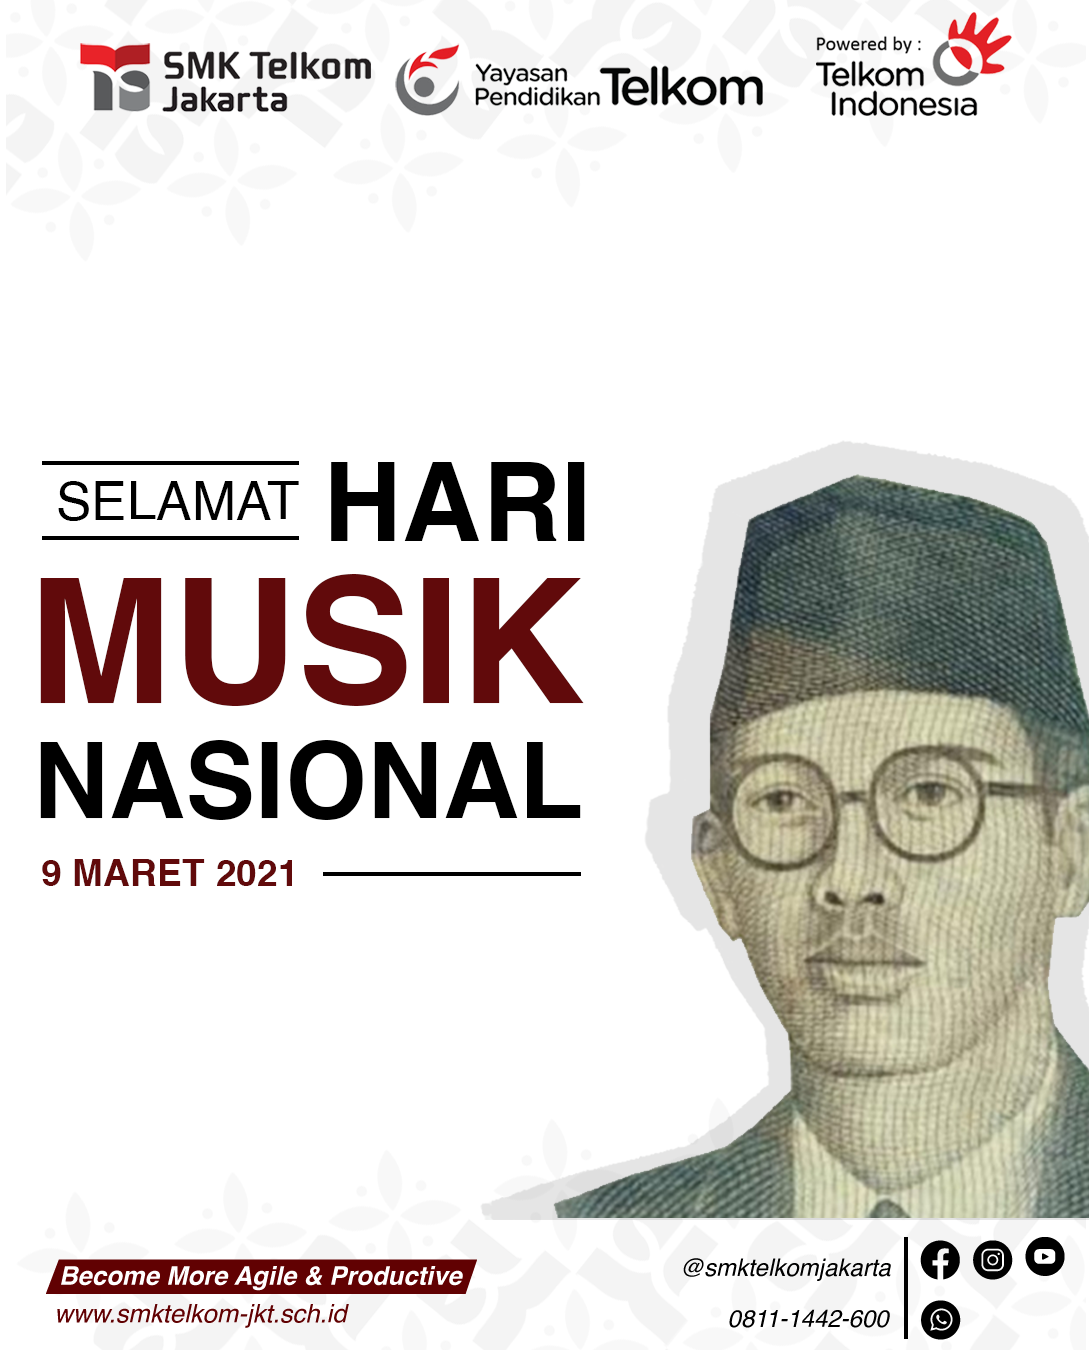 SMK Telkom
Jakarta
Yayasan
Pendidikan Telkom
Powered by :
Telkom
Indonesia
SELAMAT HARI
MUSIK
NASIONAL
9 MARET 2021
Become More Agile & Productive
www.smktelkom-jkt.sch.id
@smktelkomjakarta
0811-1442-600